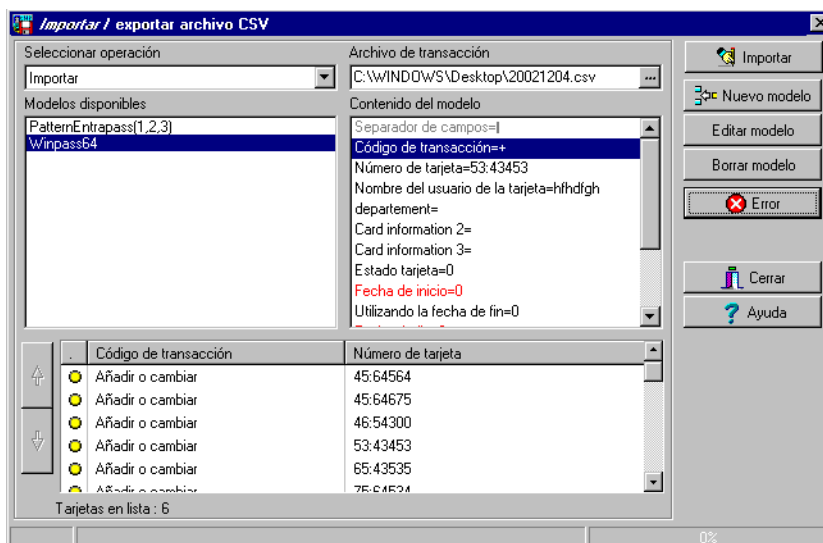 Importar / exportar archivo CSV
Seleccionar operación
Importar
Archivo de transacción
C:\WINDOWS\Desktop\20021204.csv ...
Modelos disponibles
PatternEntrapass(1,2,3)
Winpass64
Contenido del modelo
Separador de campos=|
Código de transacción=+
Número de tarjeta=53:43453
Nombre del usuario de la tarjeta=hfhdfgh
departement=
Card information 2=
Card information 3=
Estado tarjeta=0
Fecha de inicio=0
Utilizando la fecha de fin=0
Importar
Nuevo modelo
Editar modelo
Borrar modelo
Error
Cerrar
Ayuda
. Código de transacción Número de tarjeta
Añadir o cambiar 45:64564
Añadir o cambiar 45:64675
Añadir o cambiar 46:54300
Añadir o cambiar 53:43453
Añadir o cambiar 65:43535
Añadir o cambiar 75:64534
Tarjetas en lista : 6
0%